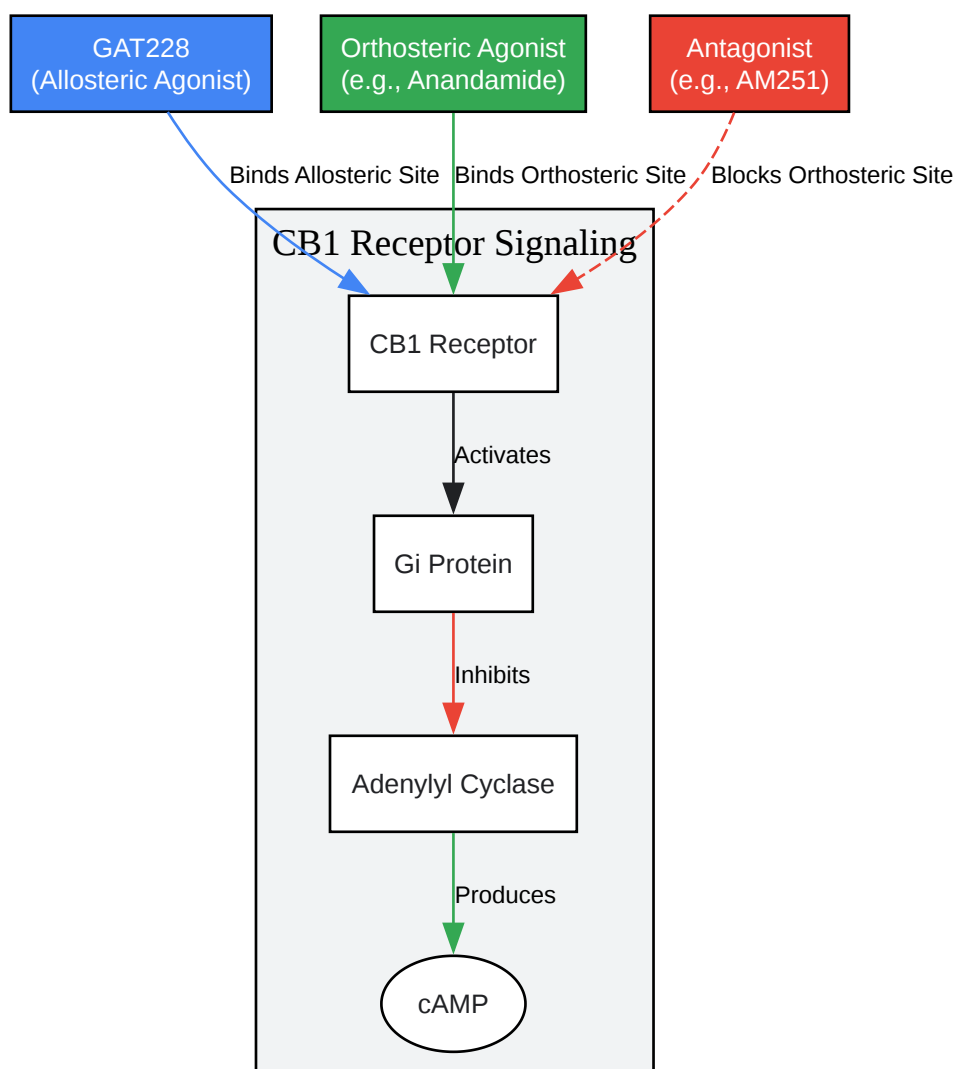 GAT228
(Allosteric Agonist)
Orthosteric Agonist
(e.g., Anandamide)
Antagonist
(e.g., AM251)
Binds Allosteric Site
Binds Orthosteric Site
Blocks Orthosteric Site
CB1 Receptor Signaling
CB1 Receptor
Activates
Gi Protein
Inhibits
Adenylyl Cyclase
Produces
cAMP